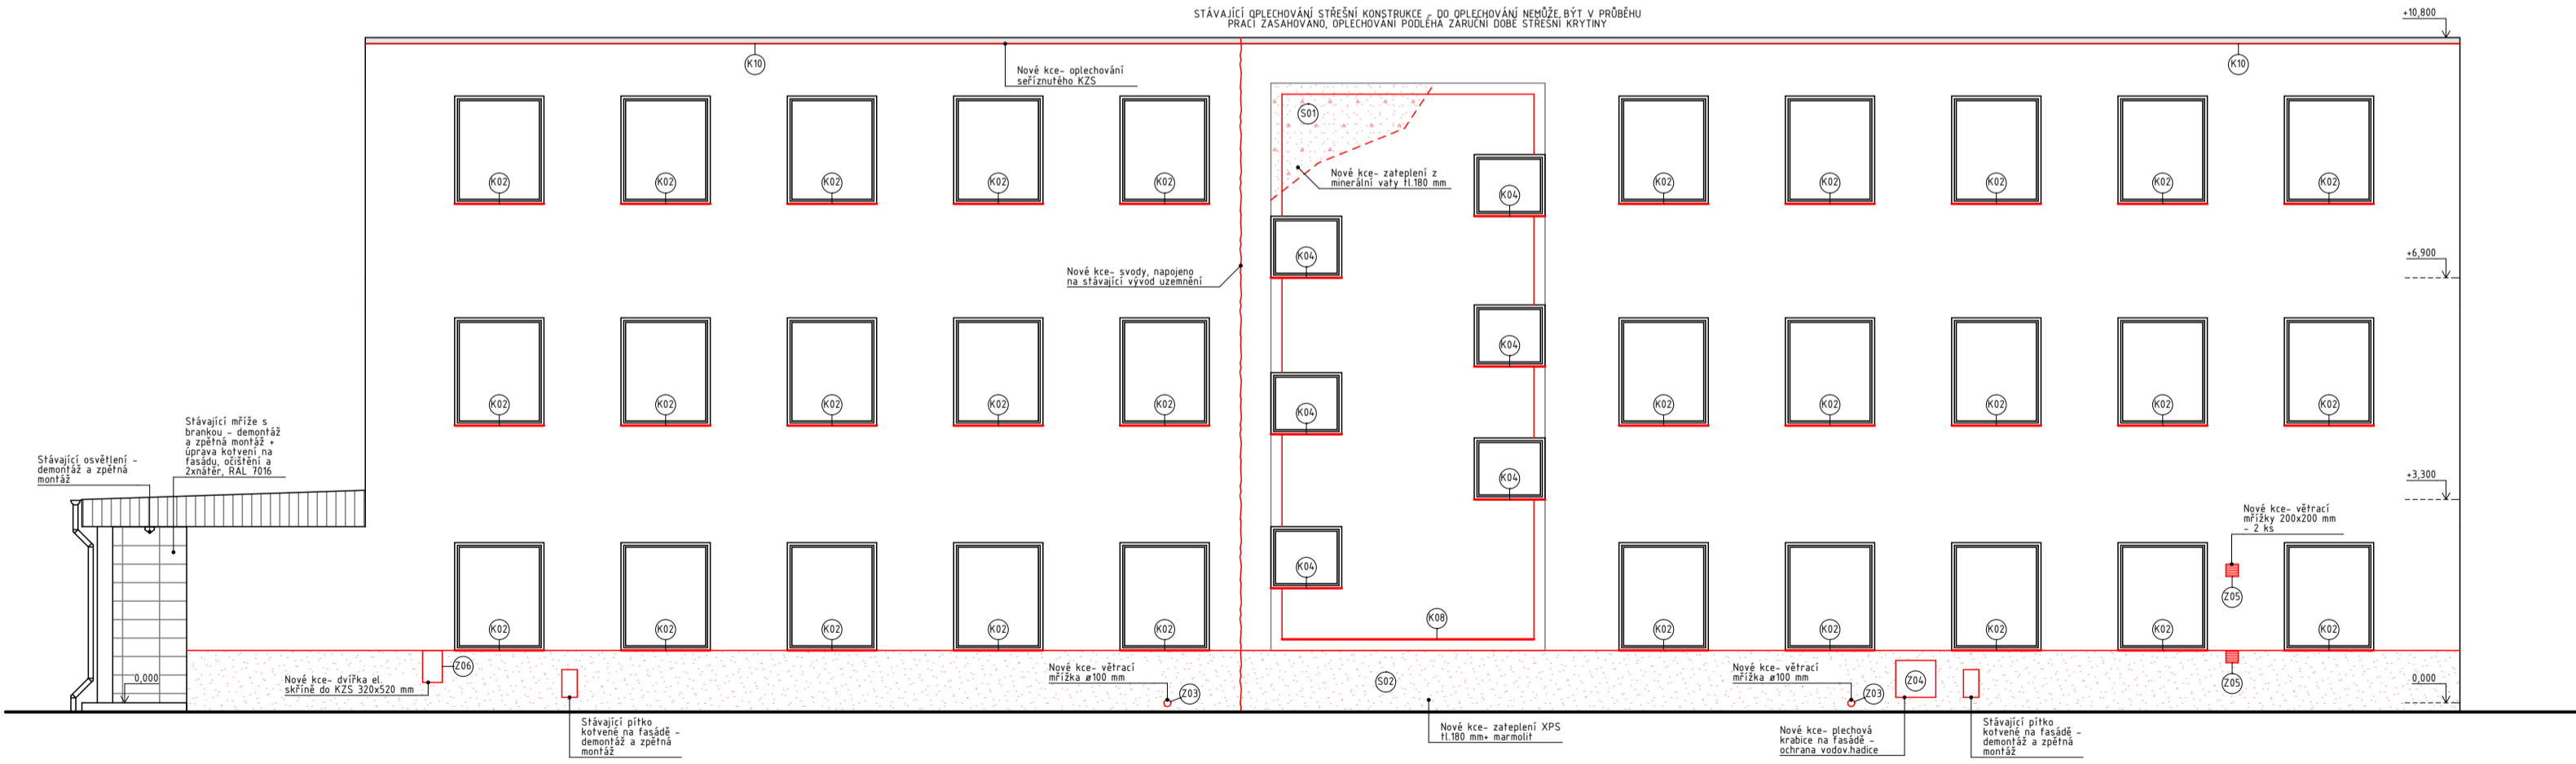 STÁVAJÍCÍ OPLECHOVÁNÍ STŘEŠNÍ KONSTRUKCE - DO OPLECHOVÁNÍ NEMŮŽE BÝT V PRŮBĚHU
PRACÍ ZASAHOVÁNO, OPLECHOVÁNÍ PODLÉHÁ ZÁRUČNÍ DOBĚ STŘEŠNÍ KRYTINY
+10,800
K10
K10
Nové kce- oplechování
seříznutého KZS
S01
K02
K02
K02
K02
K02
Nové kce- zateplení z
minerální vaty tl.180 mm
K04
K02
K02
K02
K02
K02
K04
+6,900
Nové kce- svody, napojeno
na stávající vývod uzemnění
K04
K02
K02
K02
K02
K02
K04
K02
K02
K02
K02
K02
Stávající mříže s
brankou - demontáž
a zpětná montáž +
úprava kotvení na
fasádu, očištění a
2xnátěr, RAL 7016
Stávající osvětlení -
demontáž a zpětná
montáž
K04
+3,300
Nové kce- větrací
mřížky 200x200 mm
- 2 ks
K04
Z05
K08
K02
K02
K02
K02
K02
K02
K02
K02
K02
K02
Z06
0,000
Nové kce- dvířka el.
skříně do KZS 320x520 mm
Nové kce- větrací
mřížka ø100 mm
Z03
S02
Nové kce- větrací
mřížka ø100 mm
Z03
Z04
Z05
0,000
Stávající pítko
kotvené na fasádě -
demontáž a zpětná
montáž
Nové kce- zateplení XPS
tl.180 mm+ marmolit
Nové kce- plechová
krabice na fasádě -
ochrana vodov.hadice
Stávající pítko
kotvené na fasádě -
demontáž a zpětná
montáž